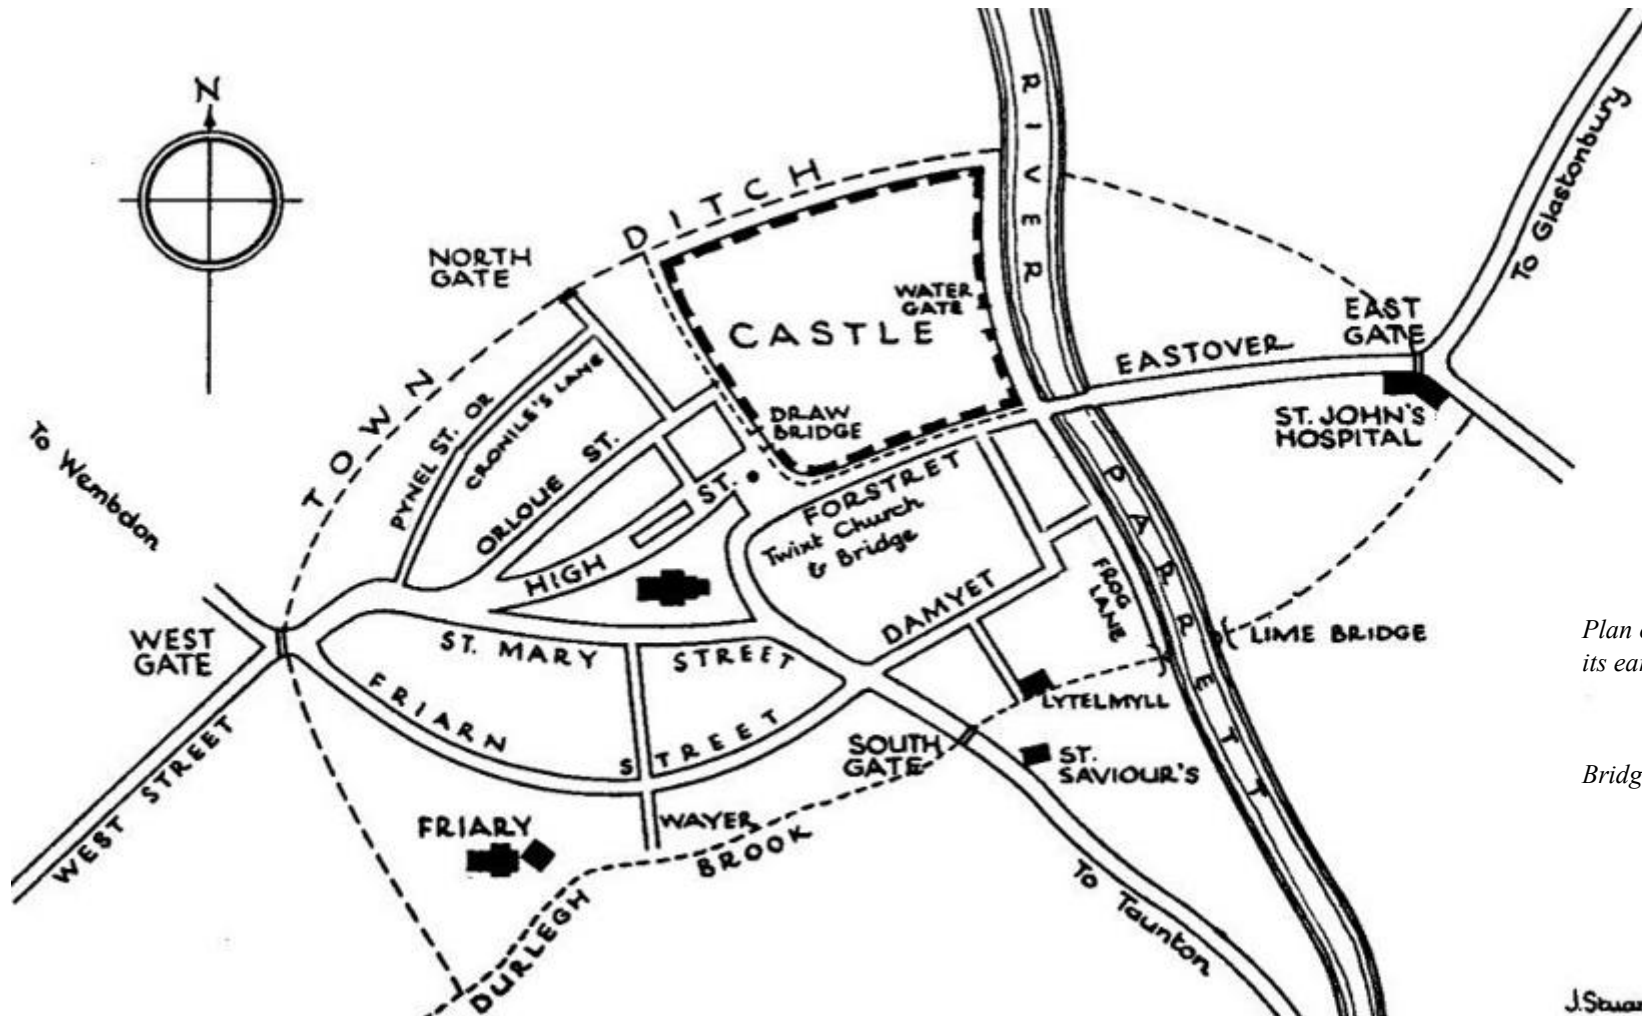 N
RIVER
To Glastonbury
TOWN DITCH
NORTH
GATE
WATER
GATE
CASTLE
EAST
GATE
EASTOVER
PYNEL ST. OR
CRONILE'S LANE
DRAW
BRIDGE
ST. JOHN'S
HOSPITAL
To Wembdon
ORLOUE ST.
HIGH ST.
FORSTRET
Twixt Church
& Bridge
PARRETT
FROG
LANE
DAMYET
LIME BRIDGE
WEST
GATE
ST. MARY STREET
FRIARN STREET
LYTELMYLL
SOUTH
GATE
ST.
SAVIOUR'S
WEST STREET
FRIARY
WAYER
DURLEGH BROOK
To Taunton
Plan
its